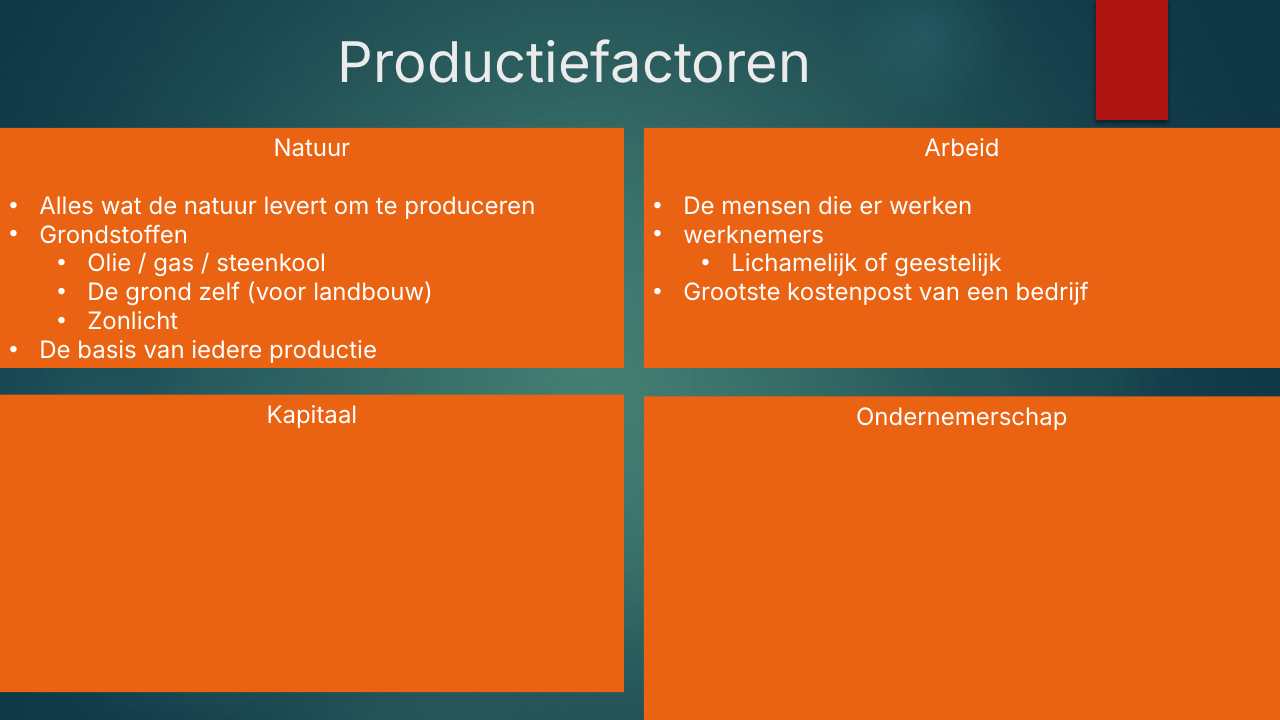 Productiefactoren
Natuur
• Alles wat de natuur levert om te produceren
• Grondstoffen
• Olie / gas / steenkool
• De grond zelf (voor landbouw)
• Zonlicht
• De basis van iedere productie
Arbeid
• De mensen die er werken
• werknemers
• Lichamelijk of geestelijk
• Grootste kostenpost van een bedrijf
Kapitaal
Ondernemerschap